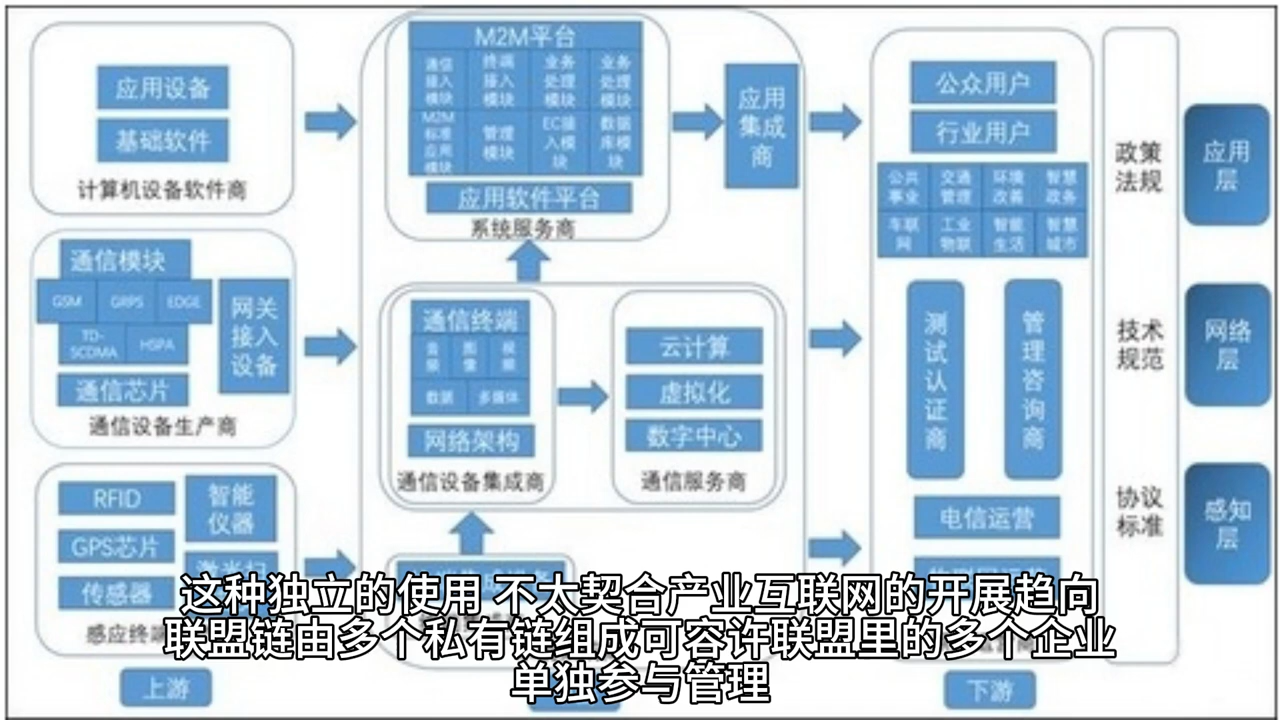 应用设备
基础软件
计算机设备软件商
通信模块
GSM
GRPS
EDGE
TD-
SCDMA
HSPA
通信芯片
网关
接入
设备
通信设备生产商
RFID
GPS芯片
传感器
智能
仪器
感应终端
上游
M2M平台
通信
接入
模块
终端
接入
模块
业务
处理
模块
业务
处理
模块
M2M
标准
应用
模块
管理
模块
EC接
入模
块
数据
库模
块
应用软件平台
系统服务商
应用
集成
商
通信终端
图
像
视
频
数据
多媒体
网络架构
通信设备集成商
云计算
虚拟化
数字中心
通信服务商
公众用户
行业用户
公共
事业
交通
管理
环境
改善
智慧
政务
车联
网
工业
物联
智能
生活
智慧
城市
测试认证商
管理咨询商
电信运营
下游
政策
法规
技术
规范
协议
标准
应用
层
网络
层
感知
层
这种独立的使用 不太契合产业互联网的开展趋向
联盟链由多个私有链组成可容许联盟里的多个企业
单独参与管理